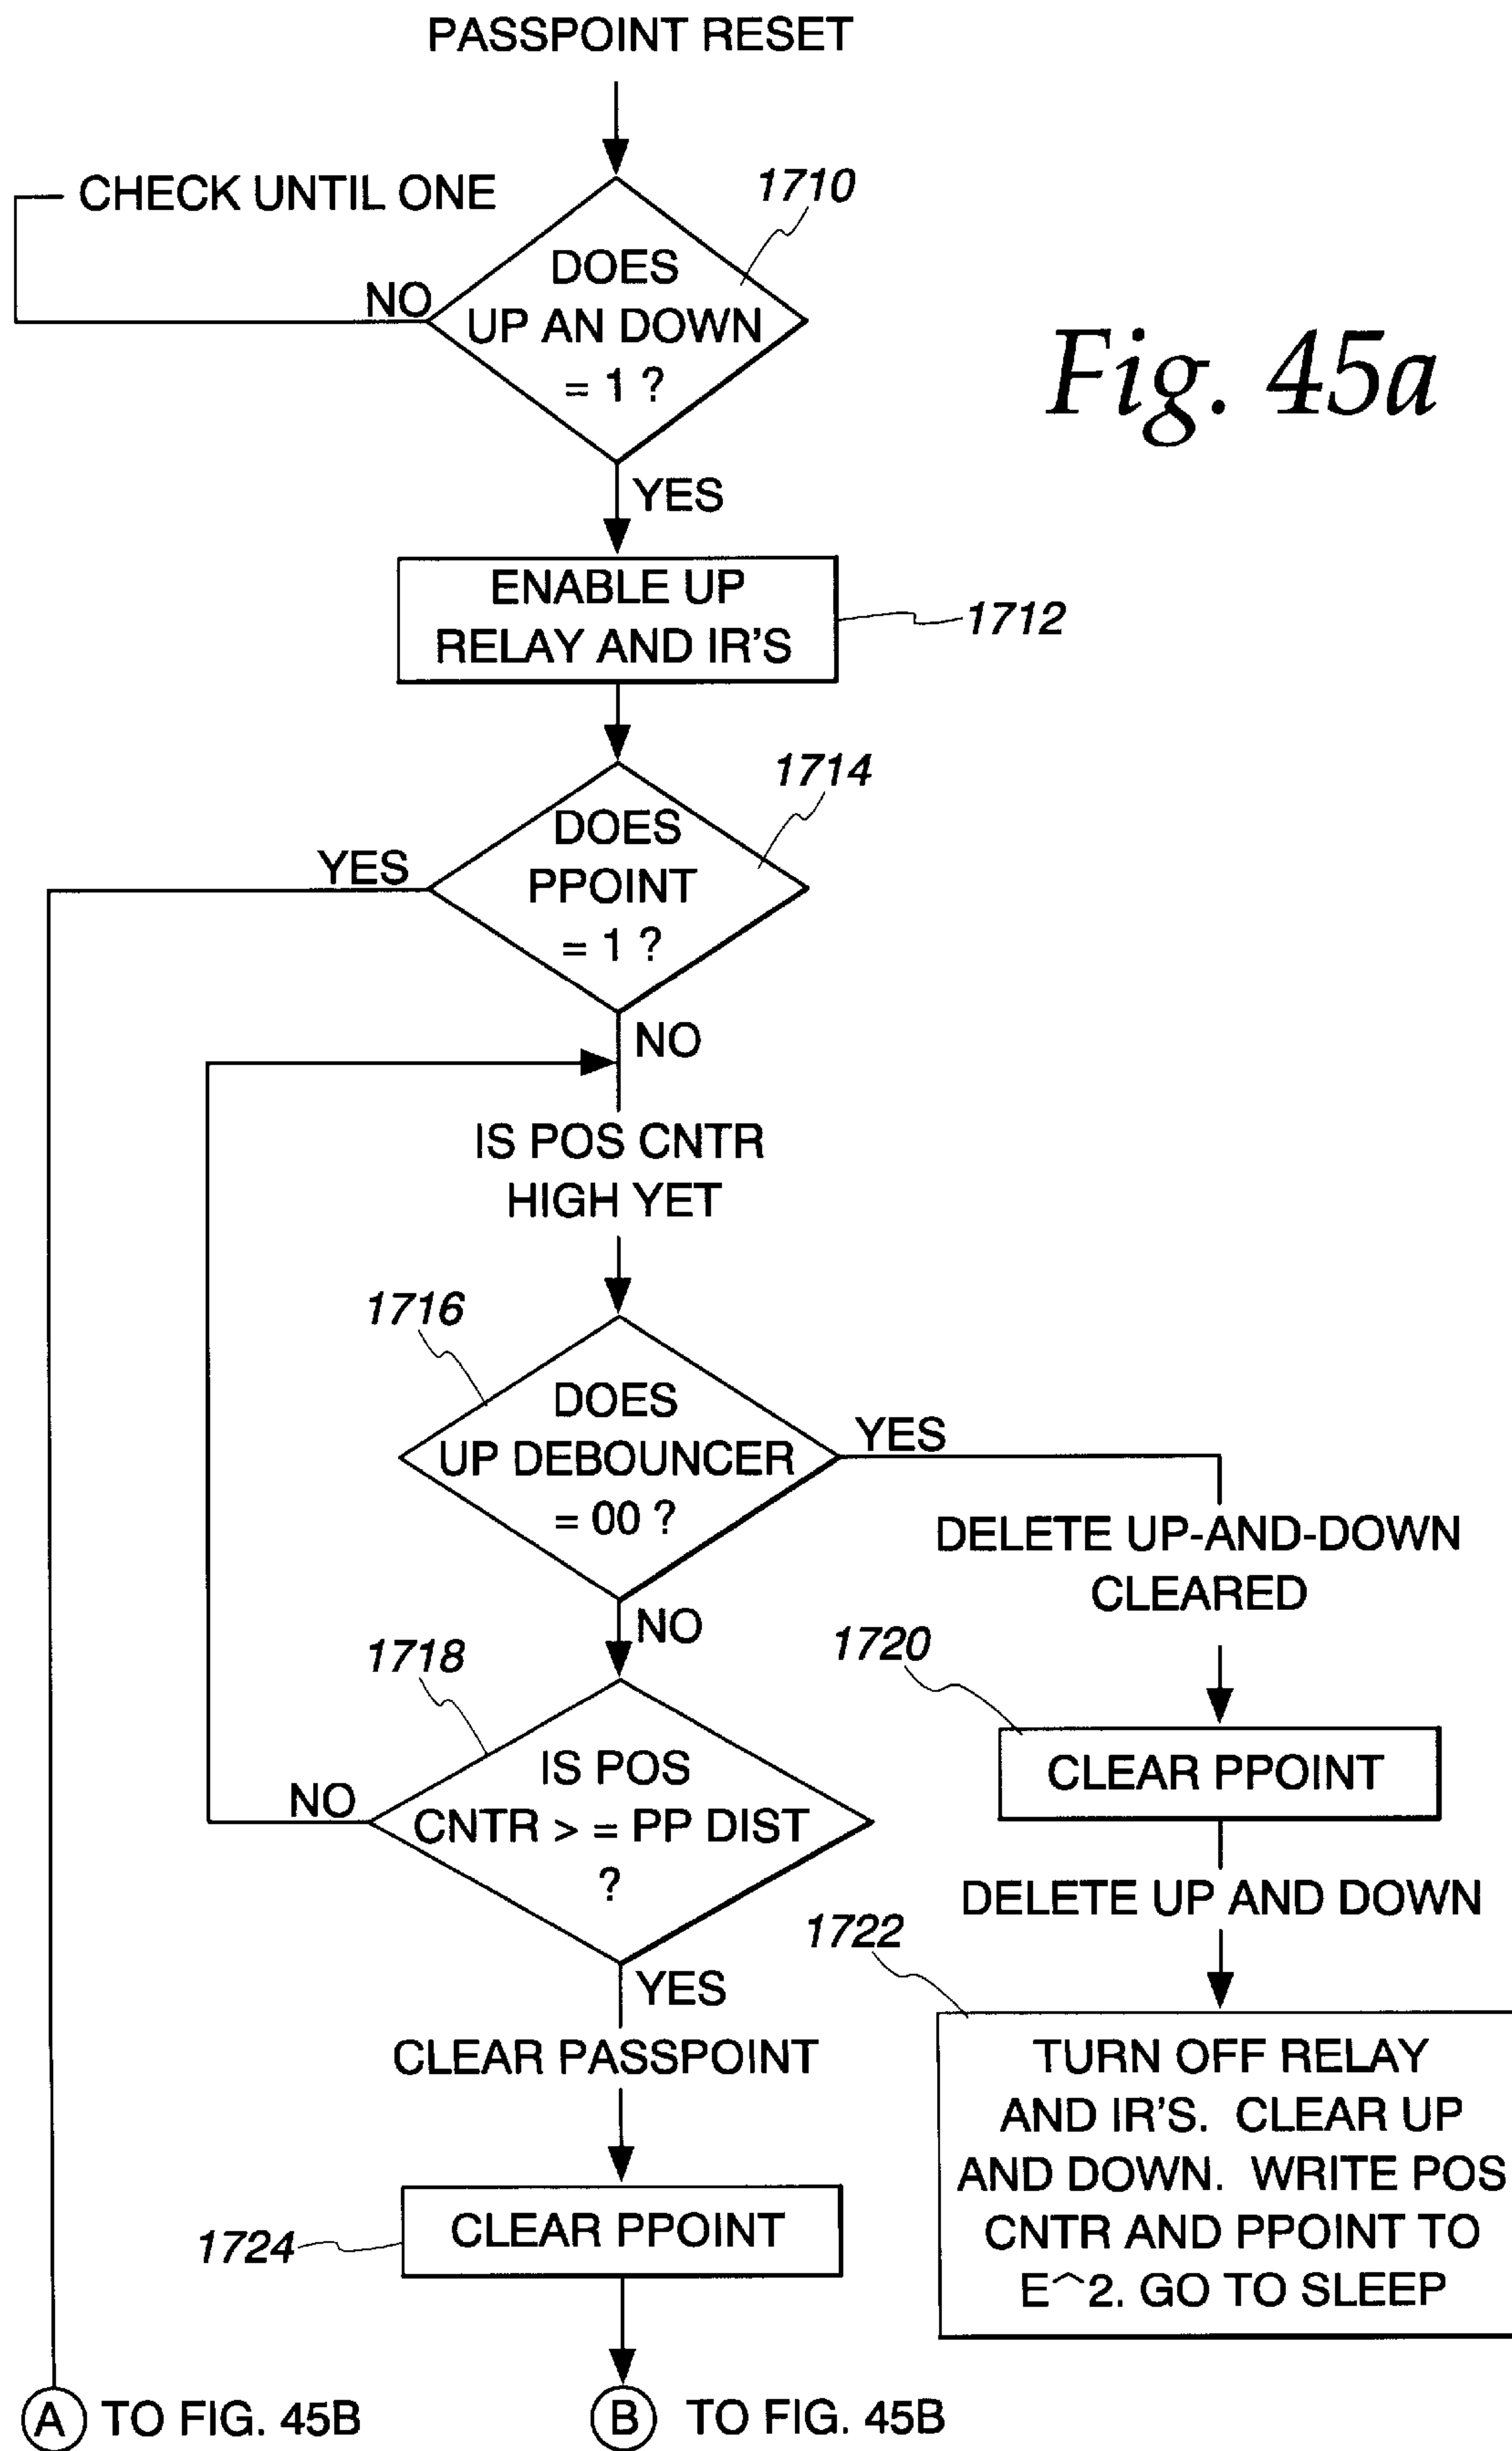 PASSPOINT RESET
CHECK UNTIL ONE
1710
DOES
UP AN DOWN
= 1 ?
NO
Fig. 45a
YES
ENABLE UP
RELAY AND IR'S
1712
1714
DOES
PPOINT
= 1 ?
YES
NO
IS POS CNTR
HIGH YET
1716
DOES
UP DEBOUNCER
= 00 ?
YES
DELETE UP-AND-DOWN
CLEARED
NO
1718
1720
IS POS
CNTR > = PP DIST
?
NO
CLEAR PPOINT
DELETE UP AND DOWN
1722
YES
CLEAR PASSPOINT
TURN OFF RELAY
AND IR'S. CLEAR UP
AND DOWN. WRITE POS
CNTR AND PPOINT TO
E^2. GO TO SLEEP
CLEAR PPOINT
1724
A TO FIG. 45B
B TO FIG. 45B